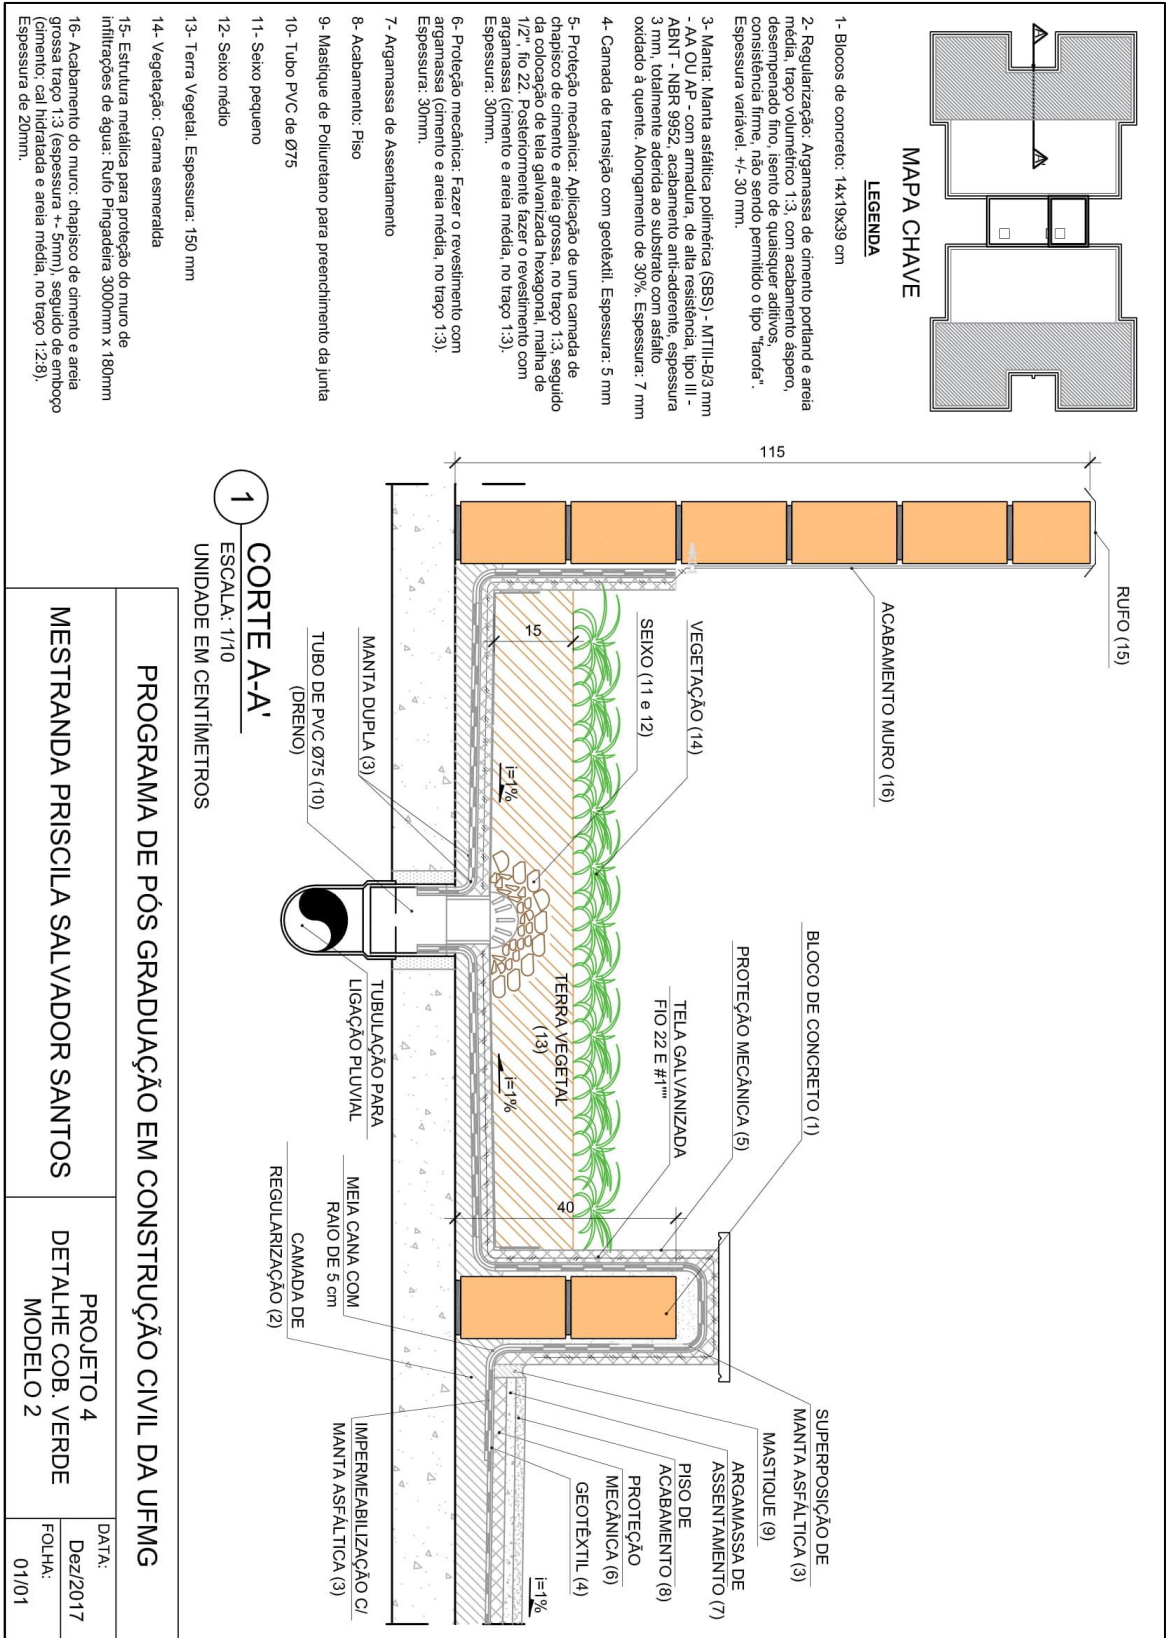 MAPA CHAVE
LEGENDA
1- Blocos de concreto: 14x19x39 cm
2- Regularização: Argamassa de cimento portland e areia
média, traço volumétrico 1:3, com acabamento áspero,
desempenado fino, isento de quaisquer aditivos,
consistência firme, não sendo permitido o tipo "farofa".
Espessura variável. +/- 30 mm.
3- Manta: Manta asfáltica polimérica (SBS) - MTIII-B/3 mm
- AA OU AP - com armadura, de alta resistência, tipo III -
ABNT - NBR 9952, acabamento anti-aderente, espessura
3 mm, totalmente aderida ao substrato com asfalto
oxidado à quente. Alongamento de 30%. Espessura: 7 mm
4- Camada de transição com geotêxtil. Espessura: 5 mm
5- Proteção mecânica: Aplicação de uma camada de
chapisco de cimento e areia grossa, no traço 1:3, seguido
da colocação de tela galvanizada hexagonal, malha de
1/2", fio 22. Posteriormente fazer o revestimento com
argamassa (cimento e areia média, no traço 1:3).
Espessura: 30mm.
6- Proteção mecânica: Fazer o revestimento com
argamassa (cimento e areia média, no traço 1:3).
Espessura: 30mm.
7- Argamassa de Assentamento
8- Acabamento: Piso
9- Mastique de Poliuretano para preenchimento da junta
10- Tubo PVC de Ø75
11- Seixo pequeno
12- Seixo médio
13- Terra Vegetal. Espessura: 150 mm
14- Vegetação: Grama esmeralda
15- Estrutura metálica para proteção do muro de
infiltrações de água: Rufo Pingadeira 3000mm x 180mm
16- Acabamento do muro: chapisco de cimento e areia
grossa traço 1:3 (espessura +- 5mm), seguido de emboço
(cimento; cal hidratada e areia média, no traço 1:2:8).
Espessura de 20mm.
115
RUFO (15)
ACABAMENTO MURO (16)
VEGETAÇÃO (14)
SEIXO (11 e 12)
15
i=1%
MANTA DUPLA (3)
TUBO DE PVC Ø75 (10)
(DRENO)
BLOCO DE CONCRETO (1)
PROTEÇÃO MECÂNICA (5)
TELA GALVANIZADA
FIO 22 E #1""
TERRA VEGETAL
(13)
i=1%
40
TUBULAÇÃO PARA
LIGAÇÃO PLUVIAL
MEIA CANA COM
RAIO DE 5 cm
CAMADA DE
REGULARIZAÇÃO (2)
SUPERPOSIÇÃO DE
MANTA ASFÁLTICA (3)
MASTIQUE (9)
ARGAMASSA DE
ASSENTAMENTO (7)
PISO DE
ACABAMENTO (8)
PROTEÇÃO
MECÂNICA (6)
GEOTÊXTIL (4)
i=1%
IMPERMEABILIZAÇÃO C/
MANTA ASFÁLTICA (3)
1
CORTE A-A'
ESCALA: 1/10
UNIDADE EM CENTÍMETROS
PROGRAMA DE PÓS GRADUAÇÃO EM CONSTRUÇÃO CIVIL DA UFMG
MESTRANDA PRISCILA SALVADOR SANTOS
PROJETO 4
DETALHE COB. VERDE
MODELO 2
DATA:
Dez/2017
FOLHA:
01/01